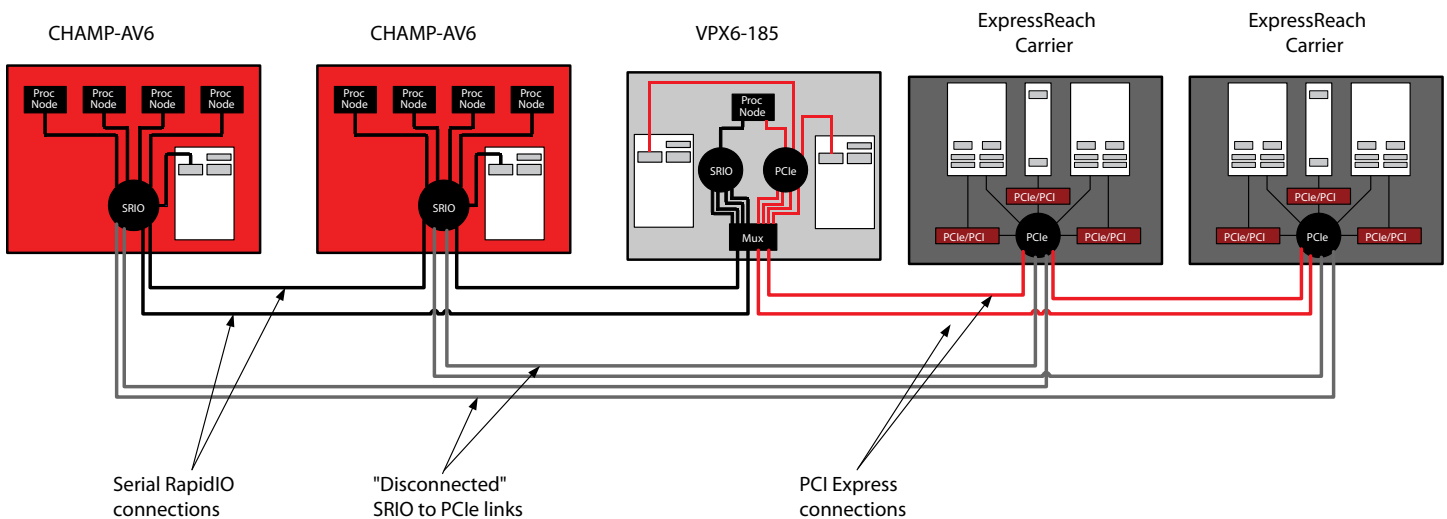 CHAMP-AV6
CHAMP-AV6
VPX6-185
ExpressReach
Carrier
ExpressReach
Carrier
Proc
Node
Proc
Node
Proc
Node
Proc
Node
SRIO
Proc
Node
Proc
Node
Proc
Node
Proc
Node
SRIO
Proc
Node
SRIO
PCIe
Mux
PCIe/PCI
PCIe/PCI
PCIe
PCIe/PCI
PCIe/PCI
PCIe/PCI
PCIe
PCIe/PCI
Serial RapidIO
connections
"Disconnected"
SRIO to PCIe links
PCI Express
connections